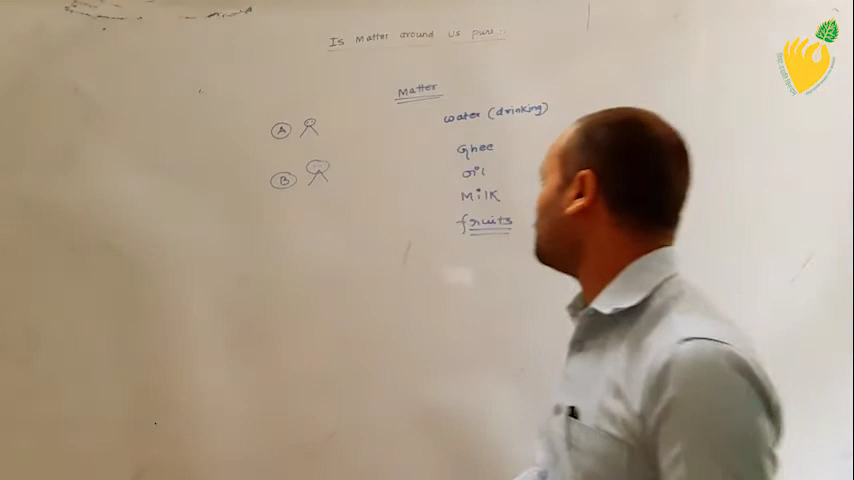 Is Matter around us pure..
Matter
water (drinking)
A
Ghee
oil
B
Milk
fruits